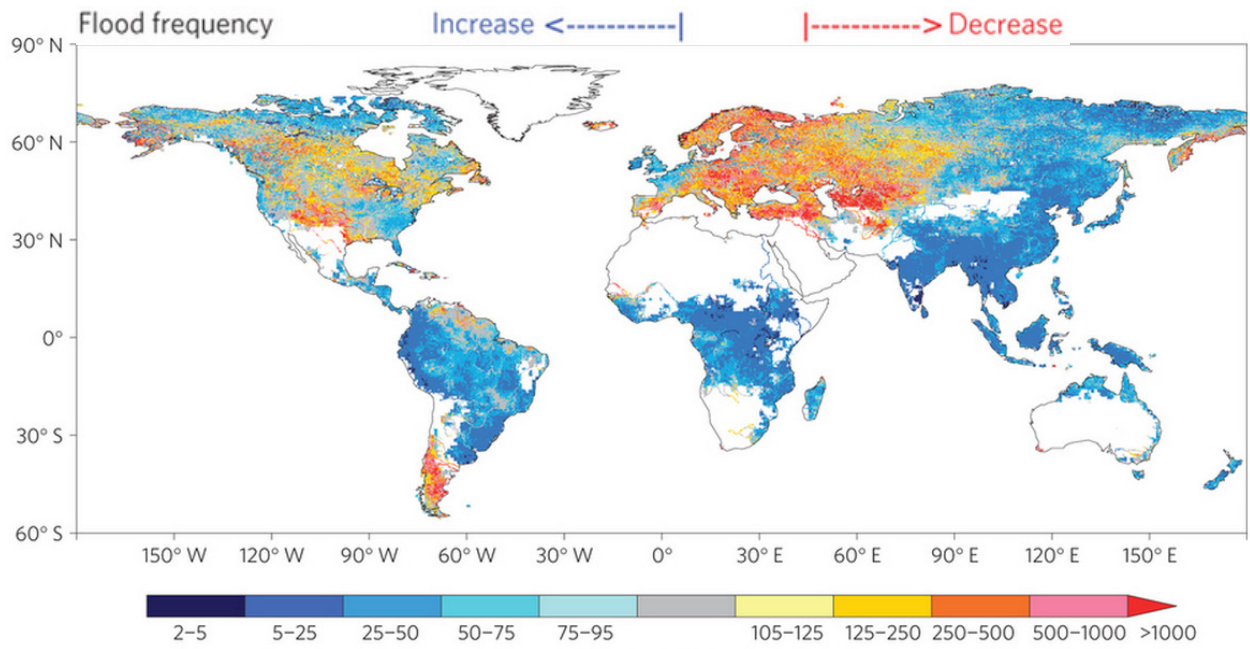 Flood frequency Increase <-----------| |-----------> Decrease
90° N
60° N
30° N
0°
30° S
60° S
150° W 120° W 90° W 60° W 30° W 0° 30° E 60° E 90° E 120° E 150° E
2–5 5–25 25–50 50–75 75–95 105–125 125–250 250–500 500–1000 >1000